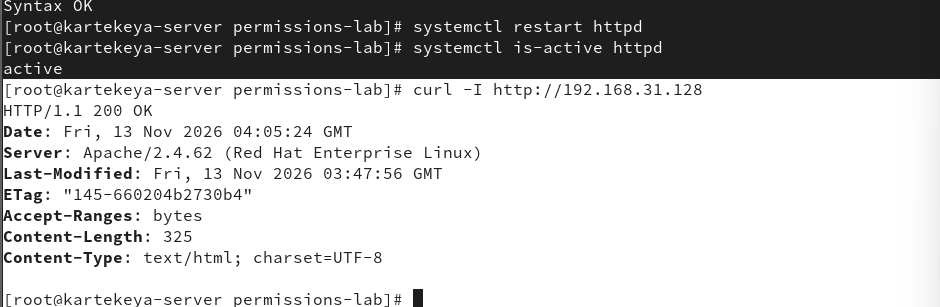 Syntax OK
[root@kartekeya-server permissions-lab]# systemctl restart httpd
[root@kartekeya-server permissions-lab]# systemctl is-active httpd
active
[root@kartekeya-server permissions-lab]# curl -I http://192.168.31.128
HTTP/1.1 200 OK
Date: Fri, 13 Nov 2026 04:05:24 GMT
Server: Apache/2.4.62 (Red Hat Enterprise Linux)
Last-Modified: Fri, 13 Nov 2026 03:47:56 GMT
ETag: "145-660204b2730b4"
Accept-Ranges: bytes
Content-Length: 325
Content-Type: text/html; charset=UTF-8
[root@kartekeya-server permissions-lab]#